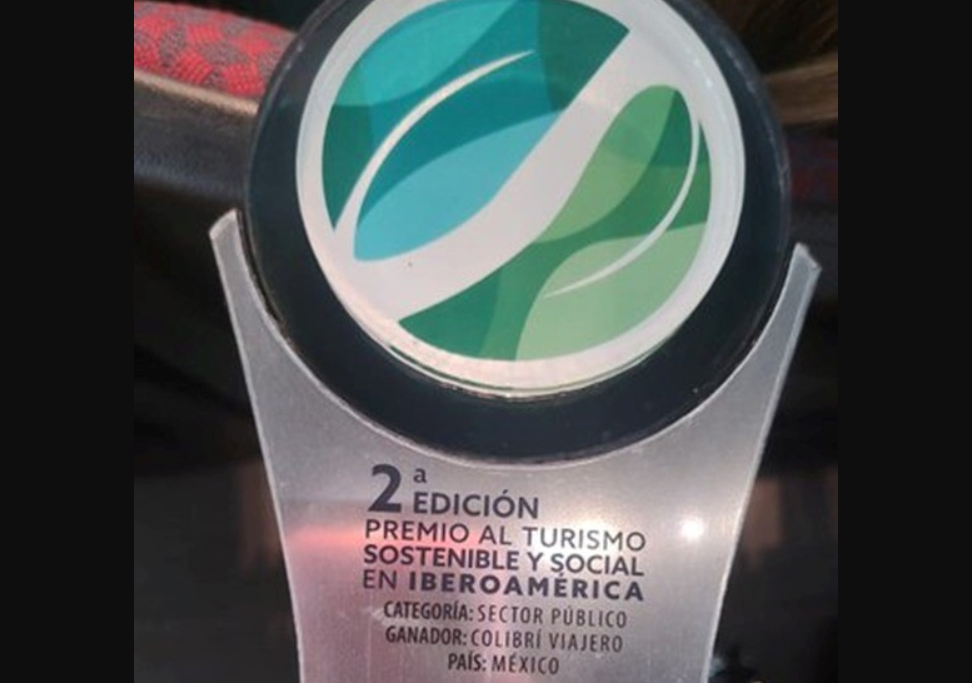 2ª EDICIÓN
PREMIO AL TURISMO
SOSTENIBLE Y SOCIAL
EN IBEROAMÉRICA
CATEGORÍA: SECTOR PÚBLICO
GANADOR: COLIBRÍ VIAJERO
PAÍS: MÉXICO